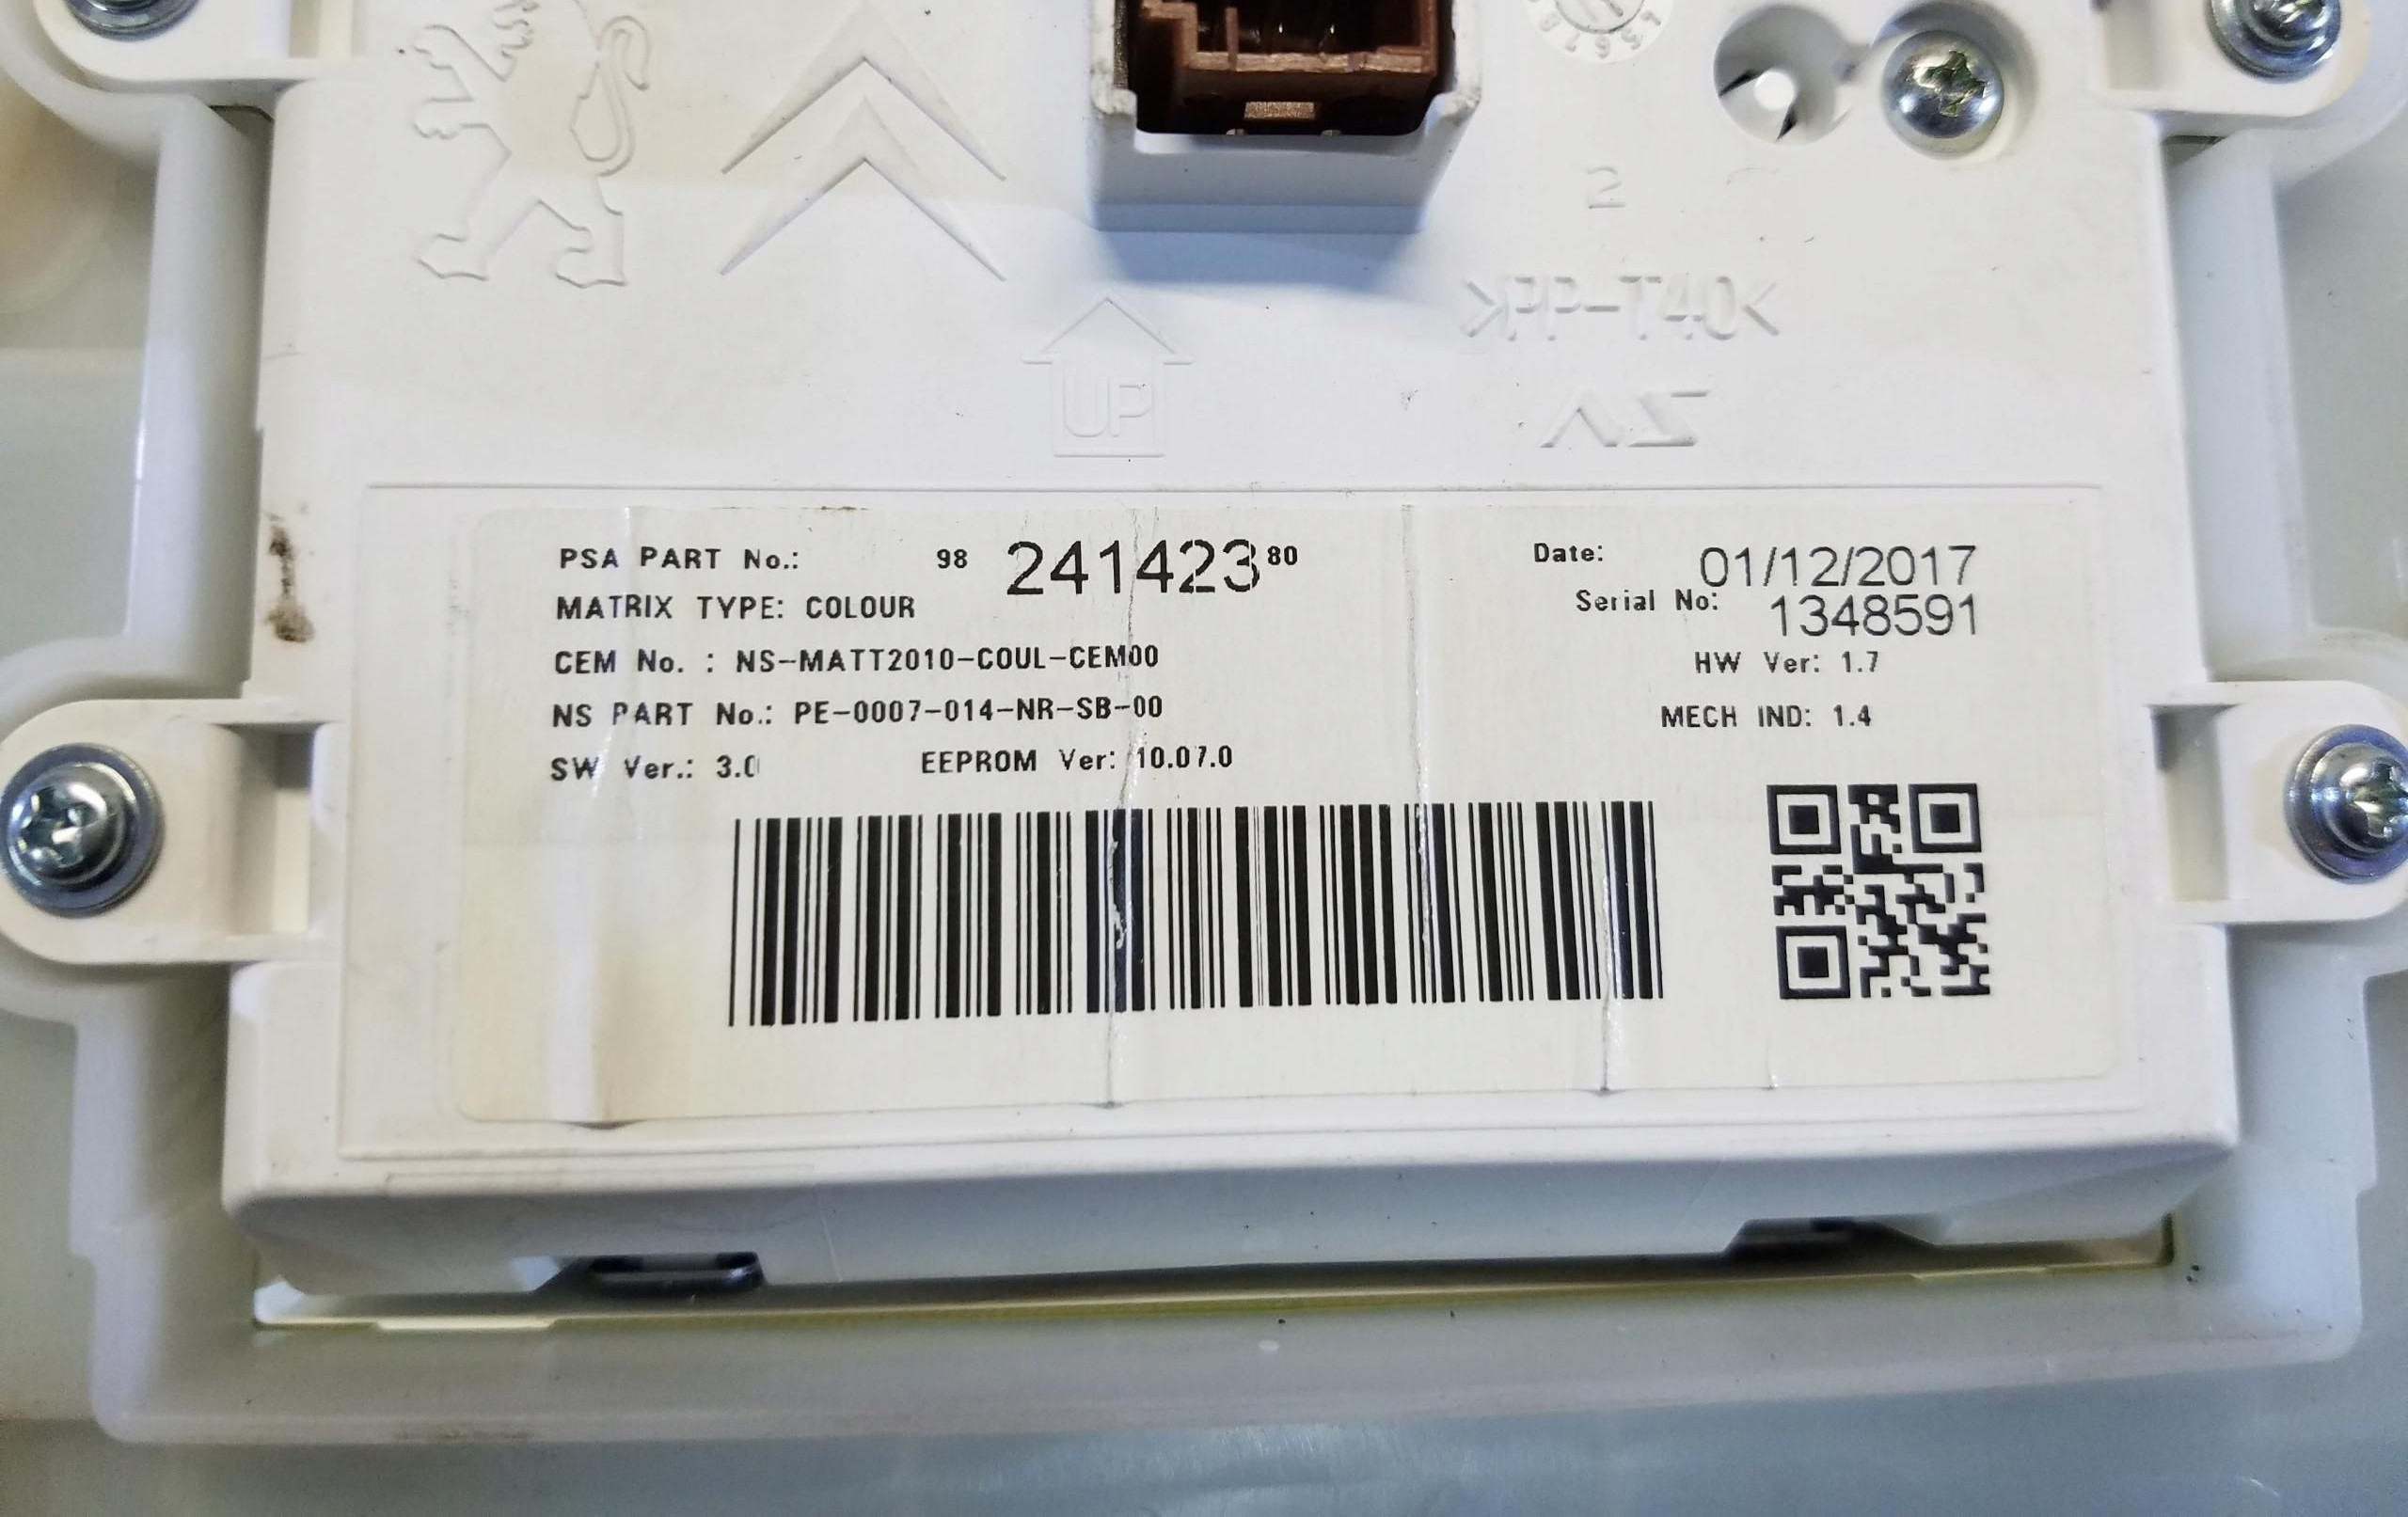 2
>PP-T40<
UP
PSA PART No.: 98 241423 80
Date: 01/12/2017
MATRIX TYPE: COLOUR
Serial No: 1348591
CEM No. : NS-MATT2010-COUL-CEM00
HW Ver: 1.7
NS PART No.: PE-0007-014-NR-SB-00
MECH IND: 1.4
SW Ver.: 3.0 EEPROM Ver: 10.07.0